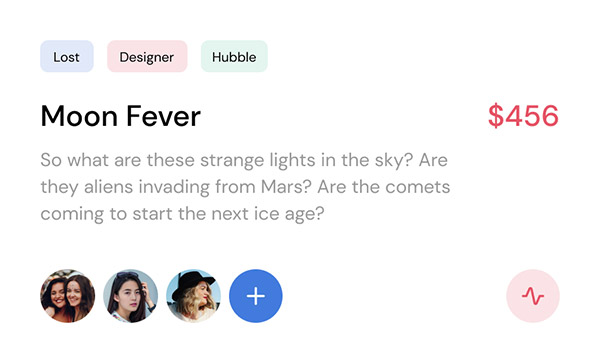 Lost
Designer
Hubble
Moon Fever
$456
So what are these strange lights in the sky? Are
they aliens invading from Mars? Are the comets
coming to start the next ice age?